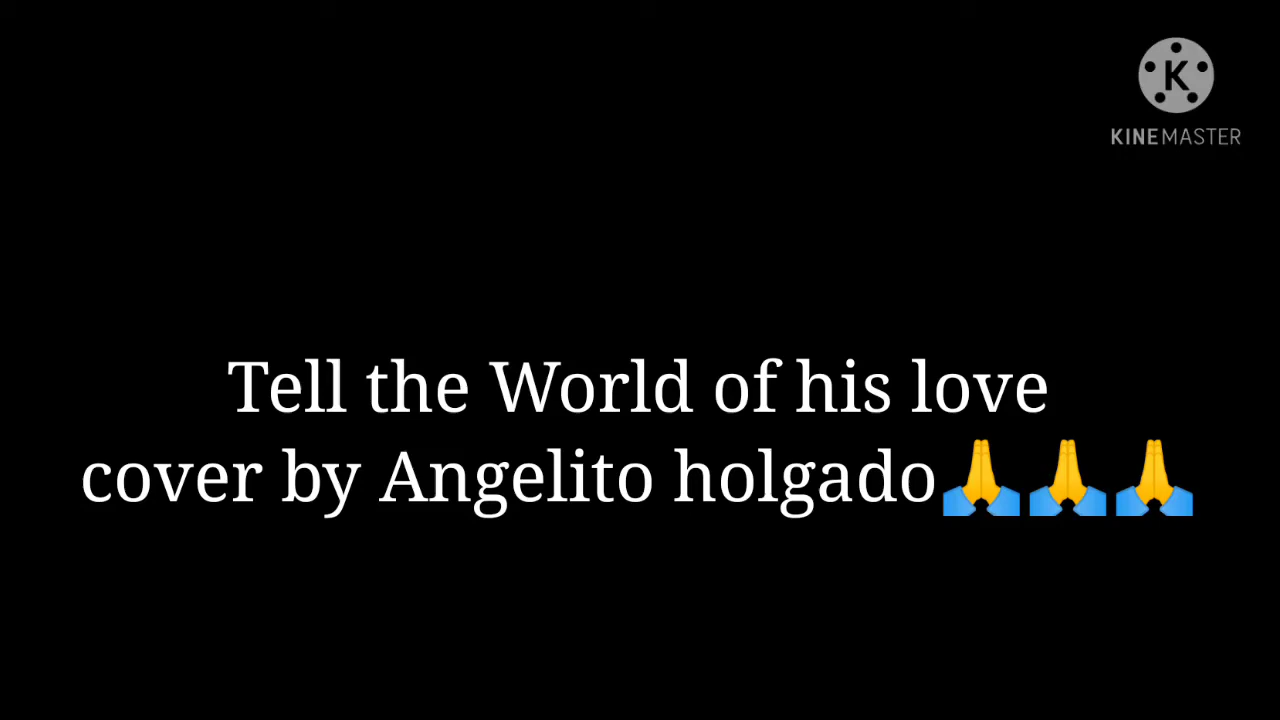 K
KINEMASTER
Tell the World of his love
cover by Angelito holgado🙏🙏🙏